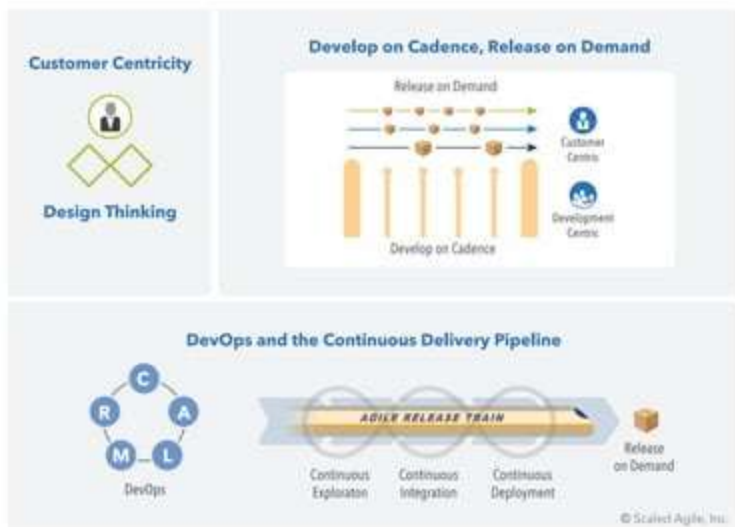 Customer Centricity
Design Thinking
Develop on Cadence, Release on Demand
Release on Demand
Customer
Centric
Development
Centric
Develop on Cadence
DevOps and the Continuous Delivery Pipeline
C
R
A
M
L
DevOps
AGILE RELEASE TRAIN
Continuous
Exploraton
Continuous
Integration
Continuous
Deployment
Release
on Demand
© Scaled Agile, Inc.